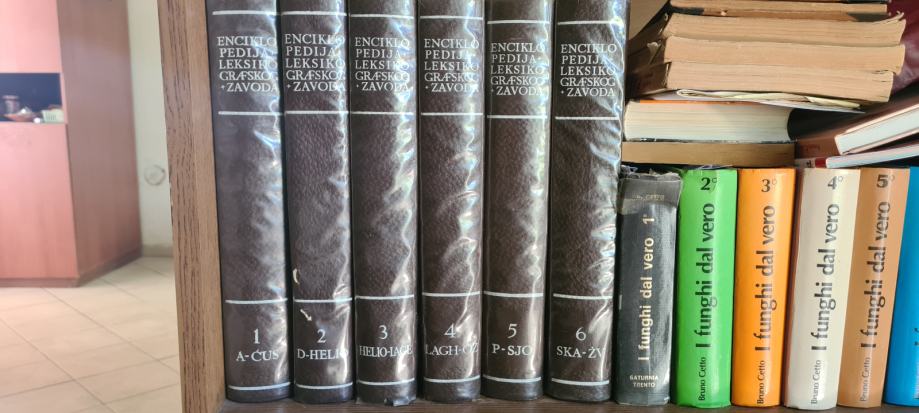 ENCIKLO
PEDIJA·
LEKSIKO
GRAFSKOG
·ZAVODA
1
A-ĆUS
ENCIKLO
PEDIJA·
LEKSIKO
GRAFSKOG
·ZAVODA
2
D-HELIO
ENCIKLO
PEDIJA·
LEKSIKO
GRAFSKOG
·ZAVODA
3
HELIO-LAGE
ENCIKLO
PEDIJA·
LEKSIKO
GRAFSKOG
·ZAVODA
4
LAGH-OŽ
ENCIKLO
PEDIJA·
LEKSIKO
GRAFSKOG
·ZAVODA
5
P-SJO
ENCIKLO
PEDIJA·
LEKSIKO
GRAFSKOG
·ZAVODA
6
SKA-ŽV
I funghi dal vero 1°
SATURNIA
TRENTO
Bruno Cetto I funghi dal vero 2°
Bruno Cetto I funghi dal vero 3°
Bruno Cetto I funghi dal vero 4°
Bruno Cetto I funghi dal vero 5°